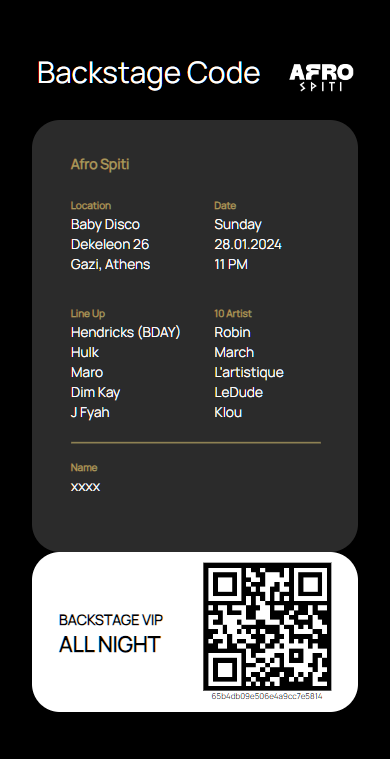 Backstage Code
AFRO
SPITI
Afro Spiti
Location
Baby Disco
Dekeleon 26
Gazi, Athens
Date
Sunday
28.01.2024
11 PM
Line Up
Hendricks (BDAY)
Hulk
Maro
Dim Kay
J Fyah
10 Artist
Robin
March
L'artistique
LeDude
Klou
Name
xxxx
BACKSTAGE VIP
ALL NIGHT
65b4db09e506e4a9cc7e5814